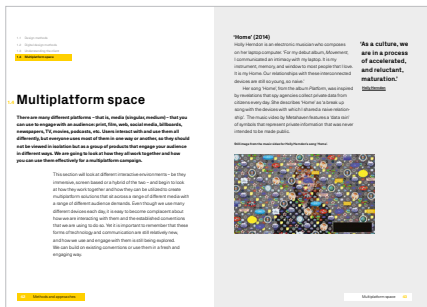 1.1 Design methods
1.2
1.3
1.4 Multiplatform space
1.4 Multiplatform space
There are many different platforms – that is, media (singular, medium) – that you
can use to engage with an audience: print, film, web, social media, billboards,
newspapers, TV, movies, podcasts, etc. Users interact with and use them all
differently, but everyone uses most of them in one way or another, so they should
not be viewed in isolation but as a group of products that engage your audience
in different ways. We are going to look at how they all work together and how
you can use them effectively for a multiplatform campaign.
This section will look at different interactive environments – be they
immersive, screen based or a hybrid of the two – and begin to look
at how they work together and how they can be utilized to create
multiplatform solutions that sit across a range of different media with
a range of different audience demands. Even though we use many
different devices each day, it is easy to become complacent about
how we are interacting with them and the established conventions
that we are using to do so. Yet it is important to remember that these
forms of technology and communication are still relatively new,
and how we use and engage with them is still being explored.
We can build on existing conventions or use them in a fresh and
engaging way.
Methods and approaches
'Home' (2014)
Holly Herndon is an electronic musician who composes
on her laptop computer. 'For my debut album, Movement,
I communicated an intimacy with my laptop. It is my
instrument, memory, and window to most people that I love.
It is my Home. Our relationships with these interconnected
devices are still so young, so naive.'
Her song 'Home', from the album Platform, was inspired
by revelations that spy agencies collect private data from
citizens every day. She describes 'Home' as 'a break up
song with the devices with which I shared a naive relation-
ship'. The music video by Metahaven features a 'data rain'
of symbols that represent private information that was never
intended to be made public.
Still image from the music video to Holly Herndon's song 'Home'.
'As a culture, we
are in a process
of accelerated,
and reluctant,
maturation.'
Holly Herndon
Multiplatform space